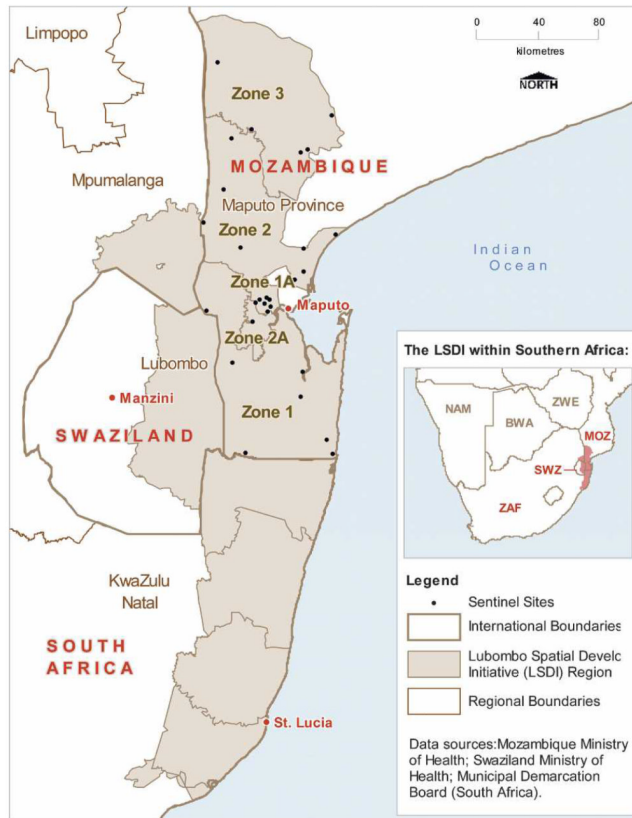 Limpopo
0 40 80
kilometres
NORTH
Zone 3
MOZAMBIQUE
Mpumalanga
Maputo Province
Zone 2
Indian
Ocean
Zone 1A
Maputo
Zone 2A
Lubombo
Manzini
Zone 1
SWAZILAND
KwaZulu
Natal
SOUTH
AFRICA
St. Lucia
The LSDI within Southern Africa:
ZWE
NAM
BWA
MOZ
SWZ
ZAF
Legend
Sentinel Sites
International Boundaries
Lubombo Spatial Develc
Initiative (LSDI) Region
Regional Boundaries
Data sources:Mozambique Ministry
of Health; Swaziland Ministry of
Health; Municipal Demarcation
Board (South Africa).